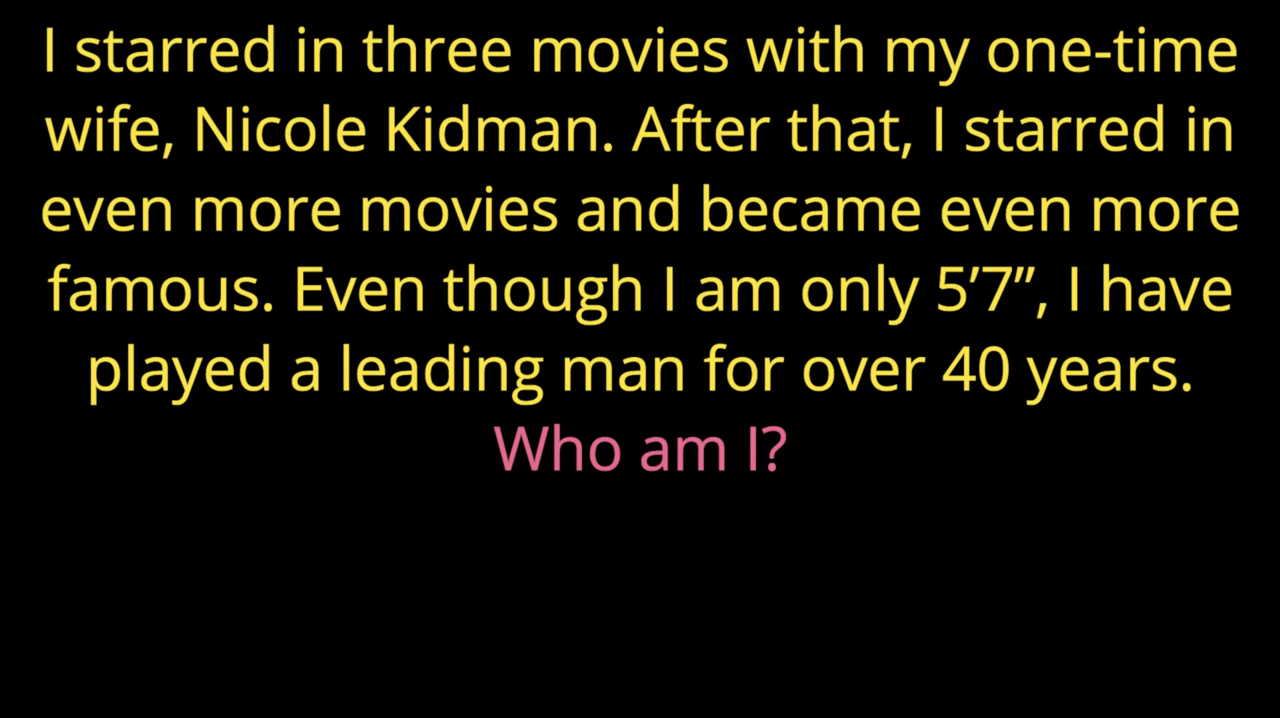 I starred in three movies with my one-time
wife, Nicole Kidman. After that, I starred in
even more movies and became even more
famous. Even though I am only 5’7”, I have
played a leading man for over 40 years.
Who am I?